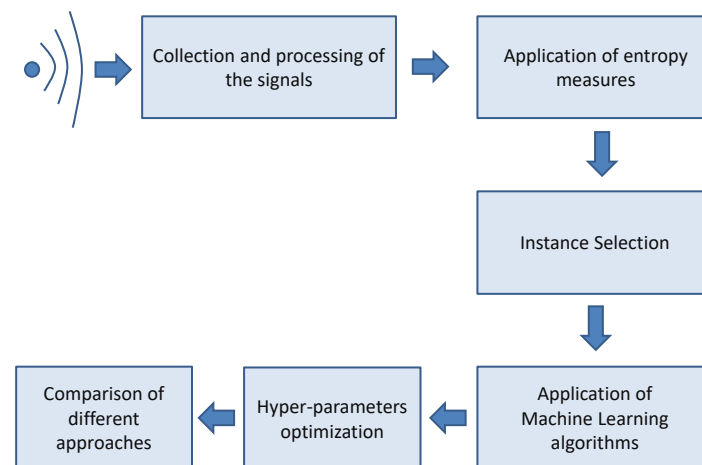 Collection and processing of
the signals
Application of entropy
measures
Instance Selection
Application of
Machine Learning
algorithms
Hyper-parameters
optimization
Comparison of
different
approaches